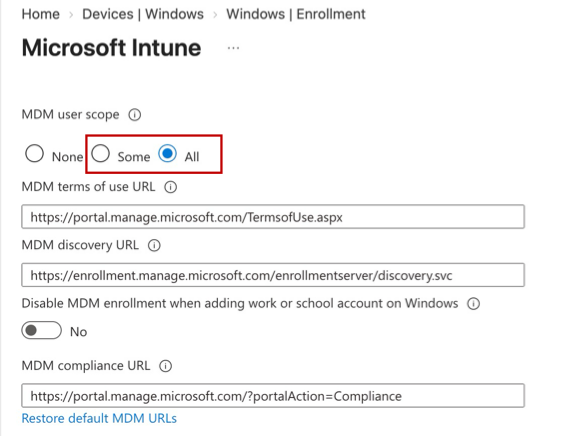 Home > Devices | Windows > Windows | Enrollment
Microsoft Intune ...
MDM user scope
None Some All
MDM terms of use URL
https://portal.manage.microsoft.com/TermsofUse.aspx
MDM discovery URL
https://enrollment.manage.microsoft.com/enrollmentserver/discovery.svc
Disable MDM enrollment when adding work or school account on Windows
No
MDM compliance URL
https://portal.manage.microsoft.com/?portalAction=Compliance
Restore default MDM URLs